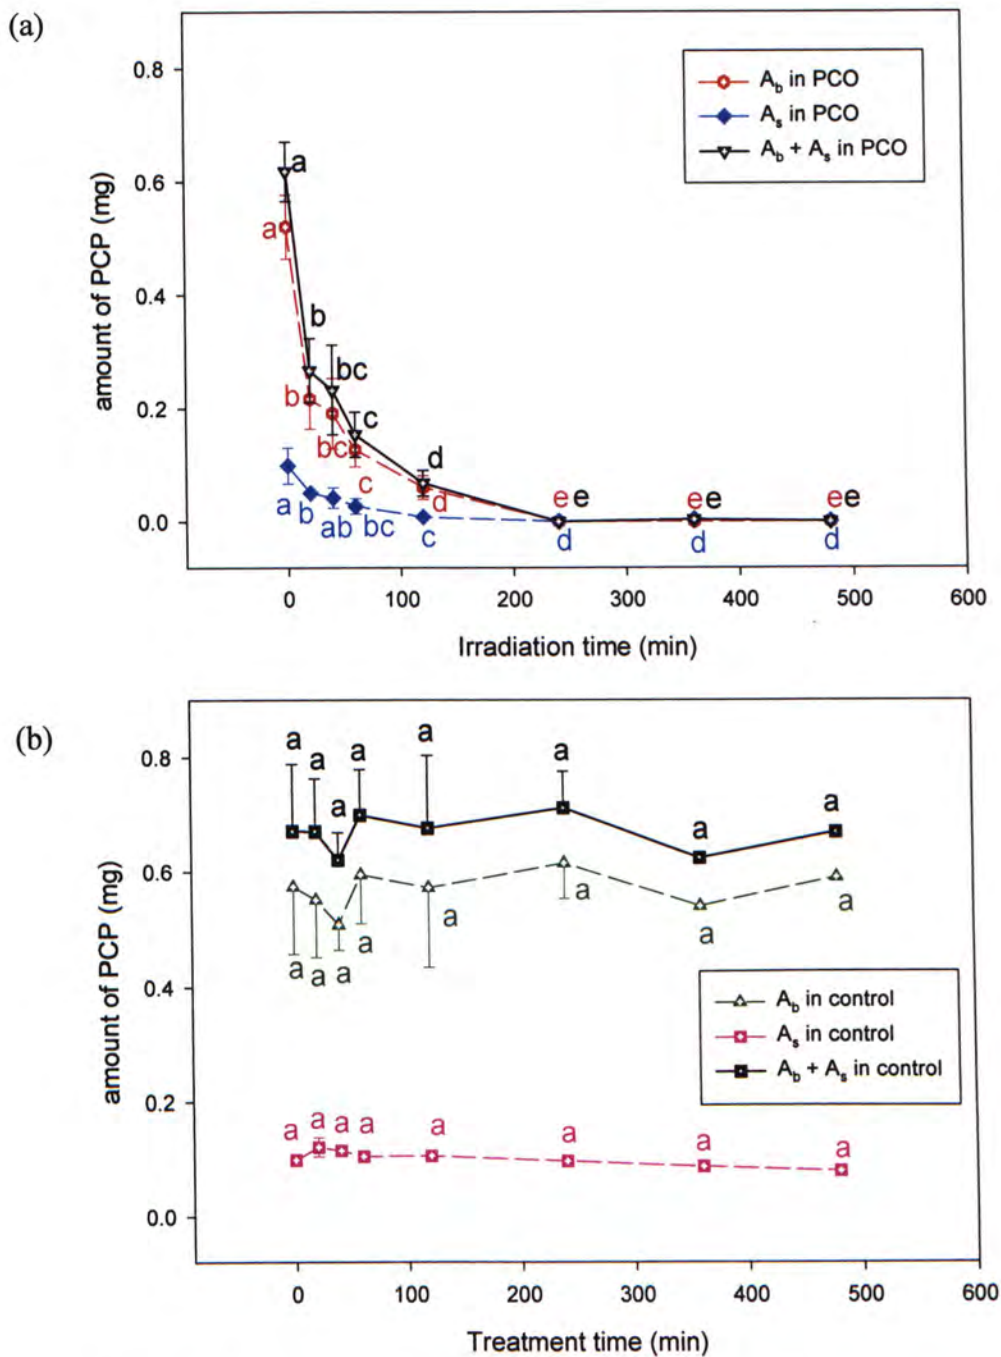 (a)
0.8
0.6
0.4
0.2
0.0
amount of PCP (mg)
A_b in PCO
A_s in PCO
A_b + A_s in PCO
a
a
b
b
bc
bc
c
c
d
d
ee
ee
ee
a
b
ab
bc
c
d
d
d
0 100 200 300 400 500 600
Irradiation time (min)
(b)
0.8
0.6
0.4
0.2
0.0
amount of PCP (mg)
a a a a a a a a
a a a a a a a a
A_b in control
A_s in control
A_b + A_s in control
a a a a a a a a
0 100 200 300 400 500 600
Treatment time (min)